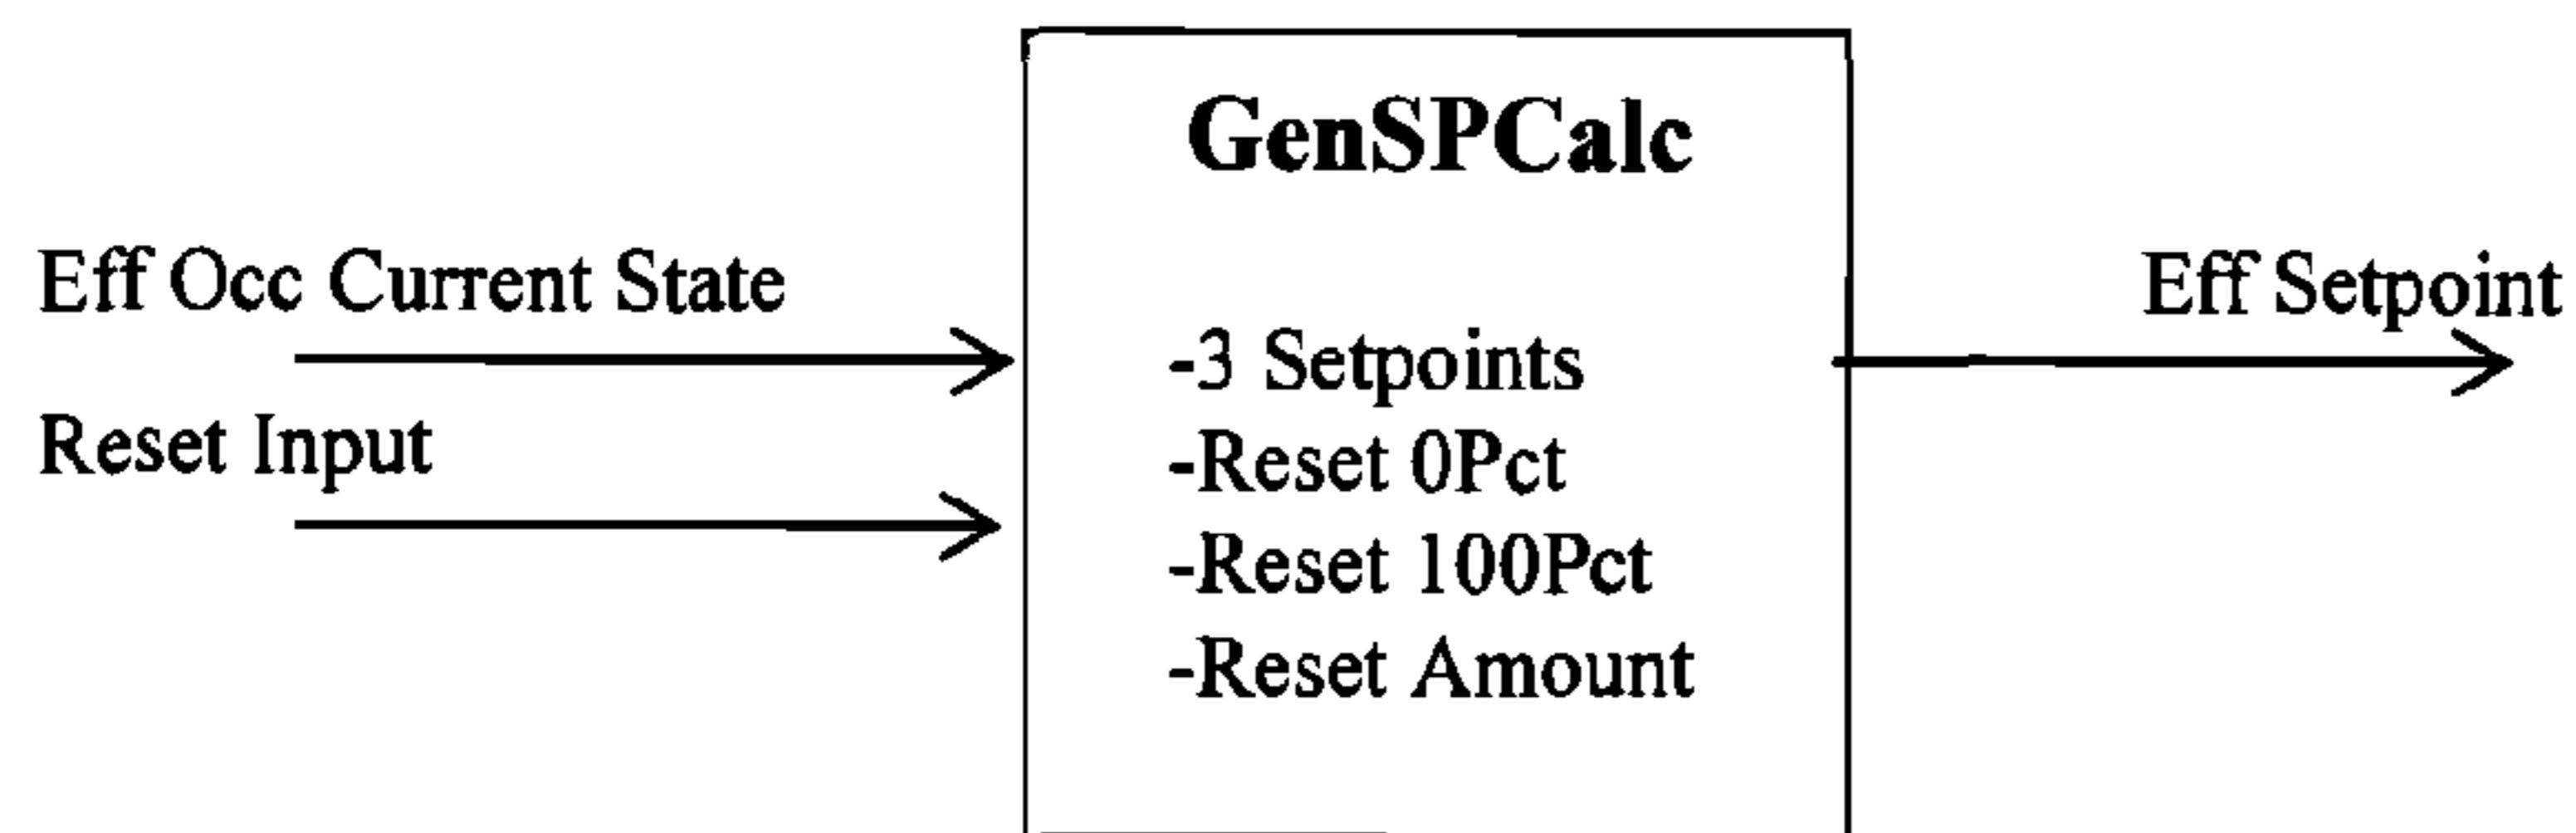 GenSPCalc
Eff Occ Current State
Reset Input
-3 Setpoints
-Reset 0Pct
-Reset 100Pct
-Reset Amount
Eff Setpoint